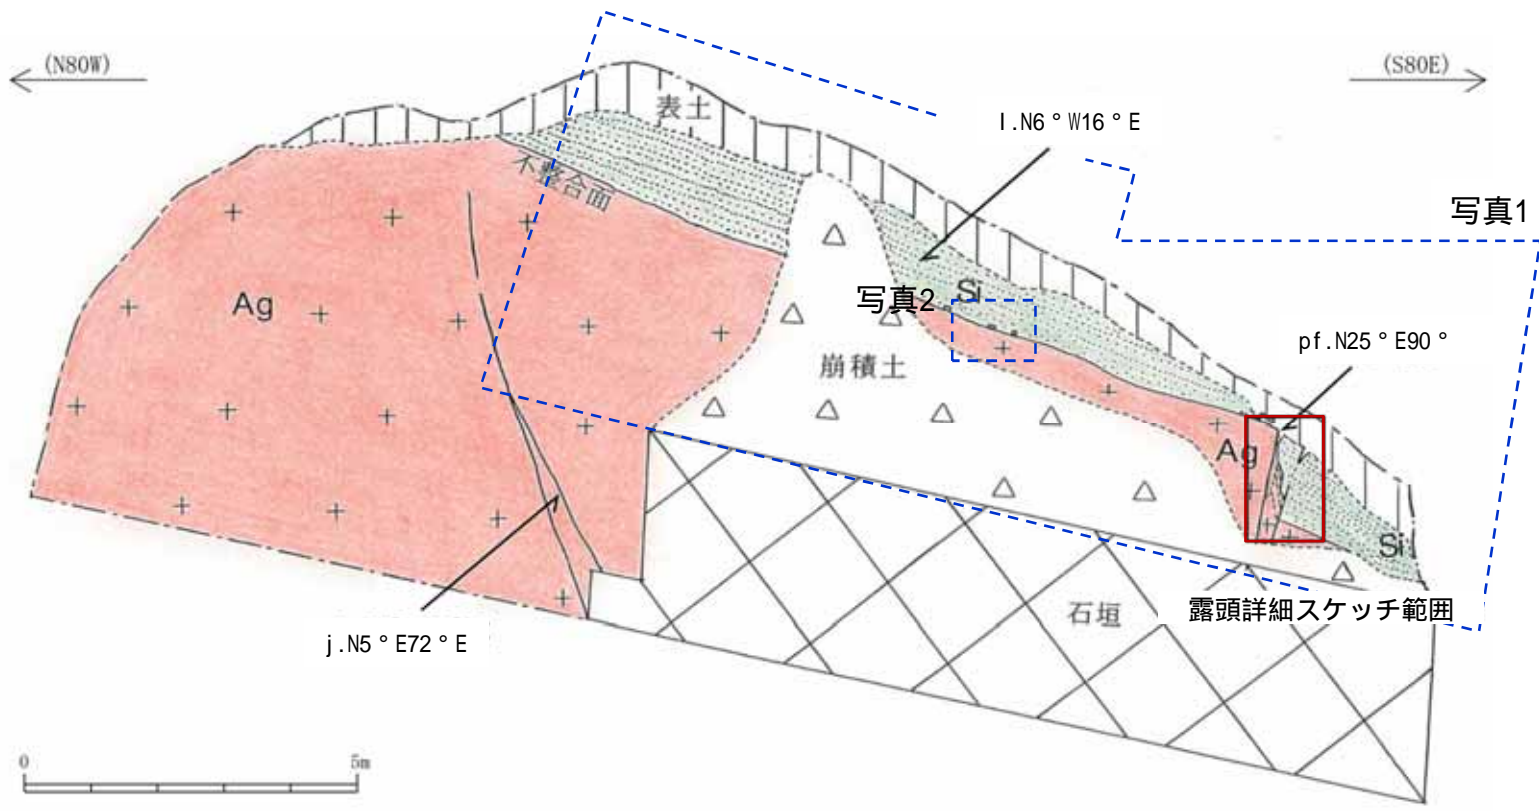 (N80W)
(S80E)
表土
l.N6°W16°E
不整合面
写真1
Ag
写真2
Si
pf.N25°E90°
崩積土
Ag
Si
露頭詳細スケッチ範囲
石垣
j.N5°E72°E
0
5m